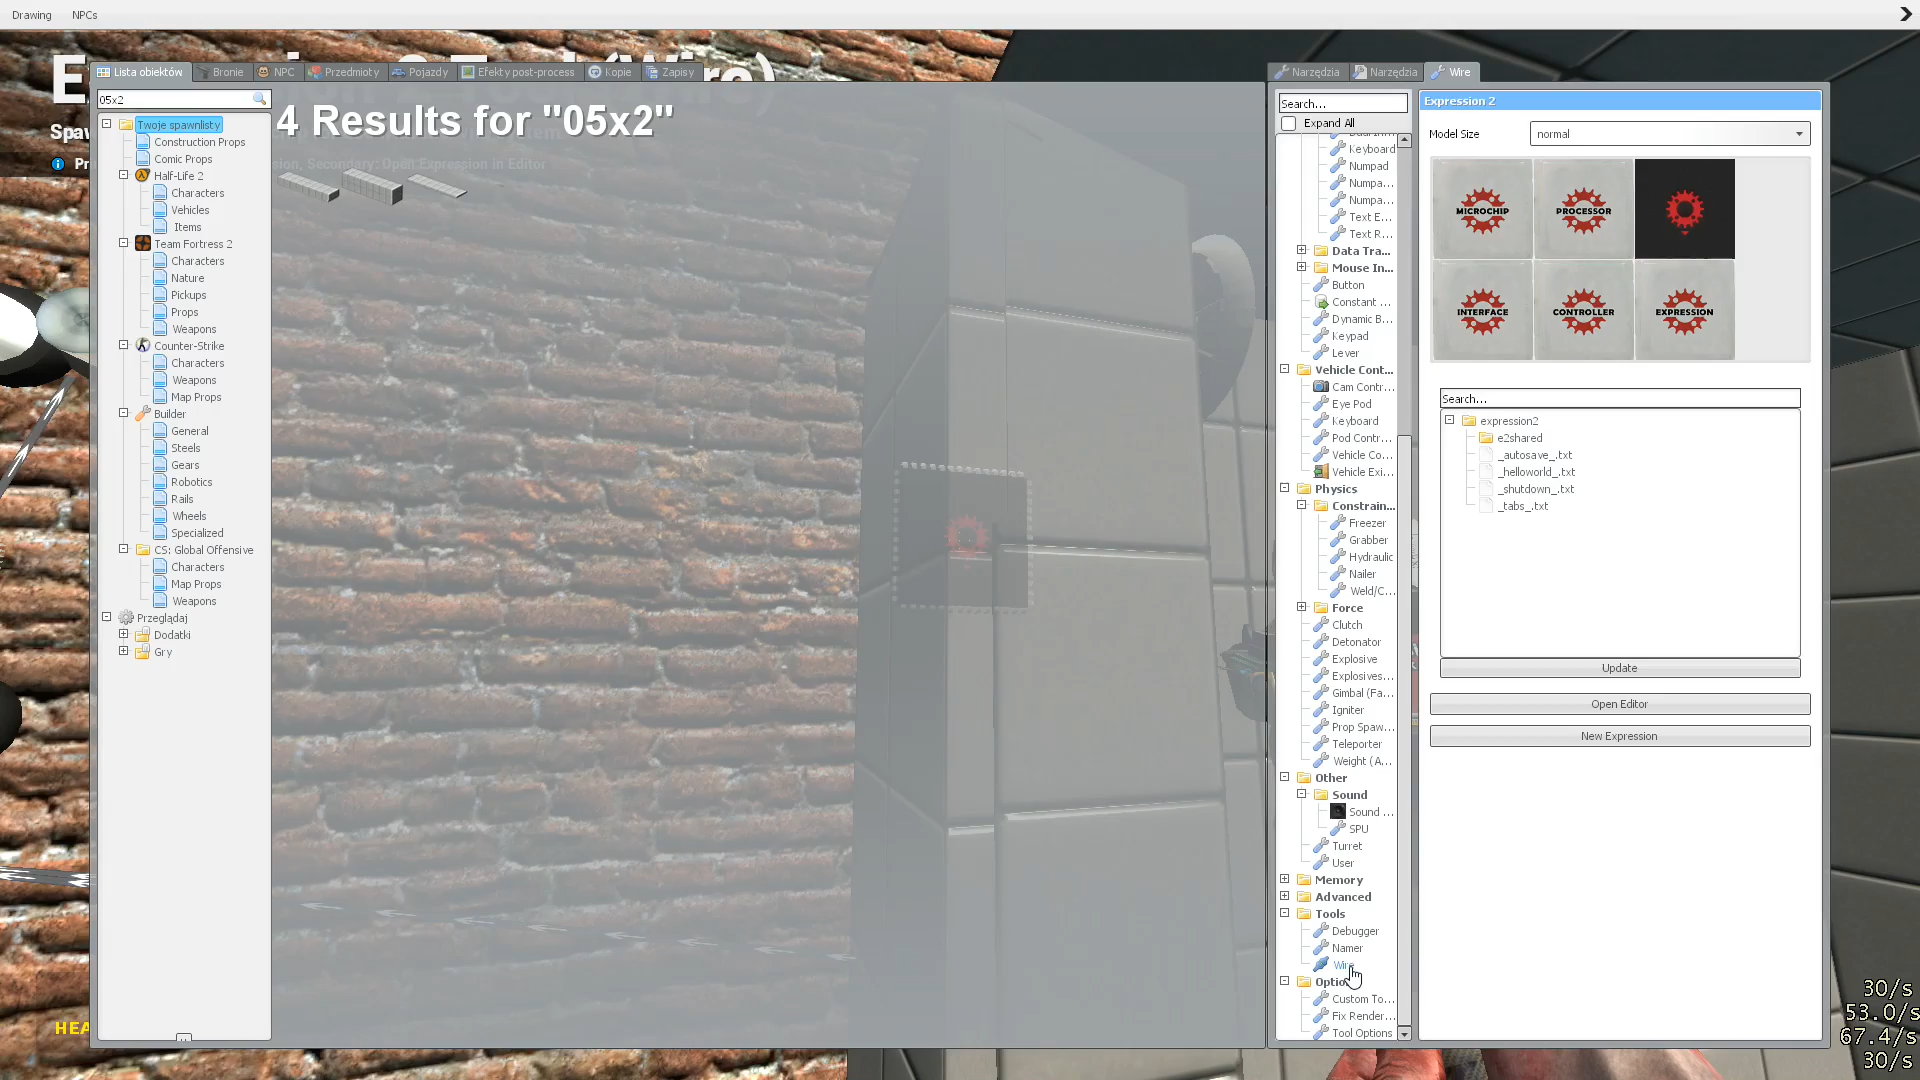 Drawing NPCs
Lista obiektów Bronie NPC Przedmioty Pojazdy Efekty post-process Kopie Zapisy
05x2
Twoje spawnlisty
Construction Props
Comic Props
Half-Life 2
Characters
Vehicles
Items
Team Fortress 2
Characters
Nature
Pickups
Props
Weapons
Counter-Strike
Characters
Weapons
Map Props
Builder
General
Steels
Gears
Robotics
Rails
Wheels
Specialized
CS: Global Offensive
Characters
Map Props
Weapons
Przeglądaj
Dodatki
Gry
4 Results for "05x2"
sion, Secondary: Open Expression in Editor
Narzędzia Narzędzia Wire
Search...
Expand All
Keyboard
Numpad
Numpa...
Numpa...
Text E...
Text R...
Data Tra...
Mouse In...
Button
Constant ...
Dynamic B...
Keypad
Lever
Vehicle Cont...
Cam Contr...
Eye Pod
Keyboard
Pod Contr...
Vehicle Co...
Vehicle Exi...
Physics
Constrain...
Freezer
Grabber
Hydraulic
Nailer
Weld/C...
Force
Clutch
Detonator
Explosive
Explosives...
Gimbal (Fa...
Igniter
Prop Spaw...
Teleporter
Weight (A...
Other
Sound
Sound ...
SPU
Turret
User
Memory
Advanced
Tools
Debugger
Namer
Wire
Optio
Custom To...
Fix Render...
Tool Options
Expression 2
Model Size normal
MICROCHIP PROCESSOR
INTERFACE CONTROLLER EXPRESSION
Search...
expression2
e2shared
_autosave_.txt
_helloworld_.txt
_shutdown_.txt
_tabs_.txt
Update
Open Editor
New Expression
HEA
30/s
53.0/s
67.4/s
30/s